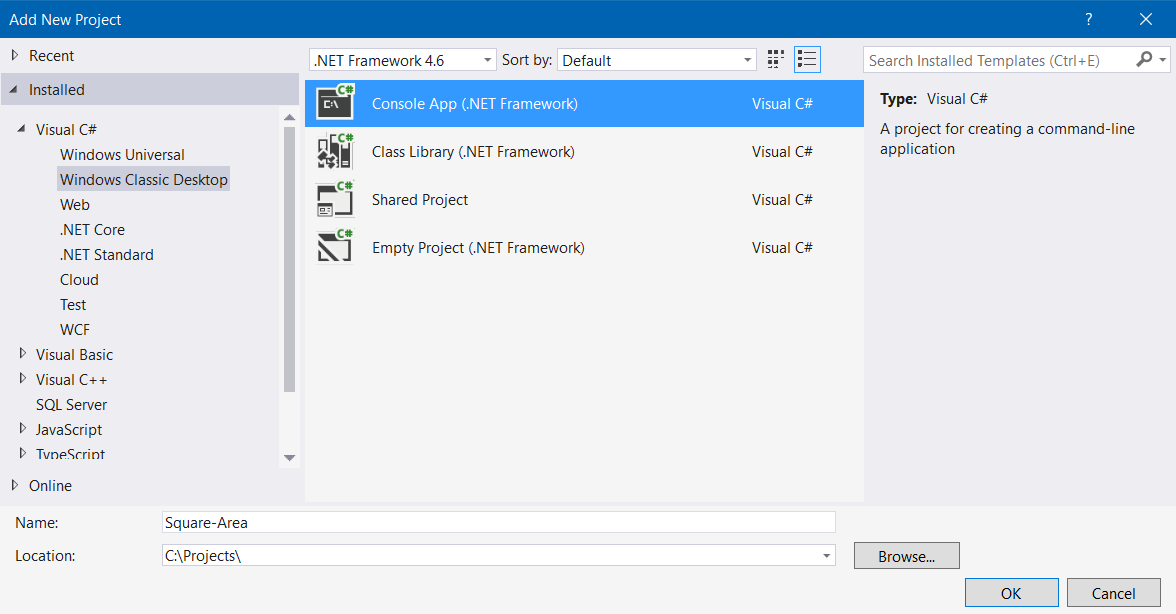 Add New Project
?
Recent
Installed
Visual C#
Windows Universal
Windows Classic Desktop
Web
.NET Core
.NET Standard
Cloud
Test
WCF
Visual Basic
Visual C++
SQL Server
JavaScript
TypeScript
Online
.NET Framework 4.6
Sort by: Default
C# C:\ Console App (.NET Framework) Visual C#
C# Class Library (.NET Framework) Visual C#
C# Shared Project Visual C#
C# Empty Project (.NET Framework) Visual C#
Search Installed Templates (Ctrl+E)
Type: Visual C#
A project for creating a command-line
application
Name: Square-Area
Location: C:\Projects\
Browse...
OK Cancel